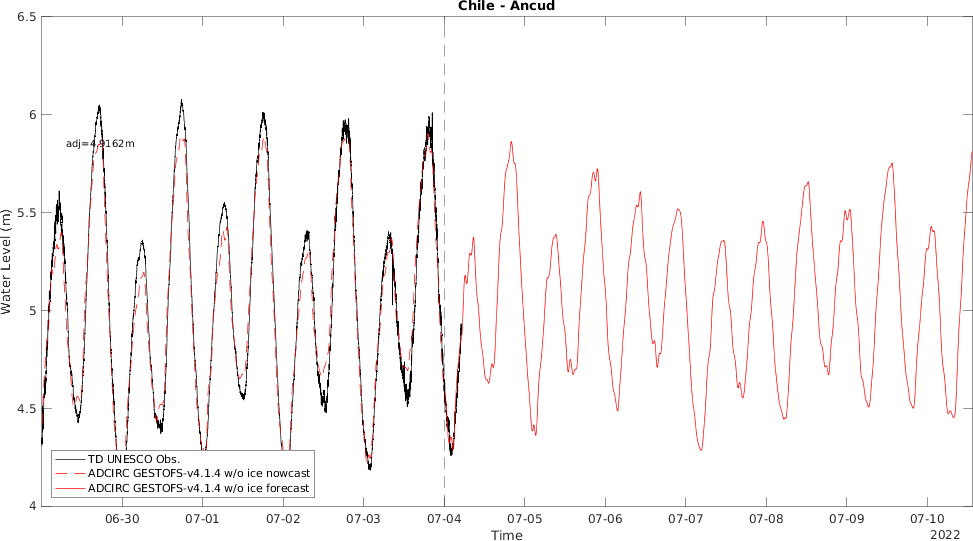 Chile - Ancud
6.5
6
5.5
5
4.5
4
Water Level (m)
adj=4.9162m
TD UNESCO Obs.
ADCIRC GESTOFS-v4.1.4 w/o ice nowcast
ADCIRC GESTOFS-v4.1.4 w/o ice forecast
06-30 07-01 07-02 07-03 07-04 07-05 07-06 07-07 07-08 07-09 07-10
Time
2022